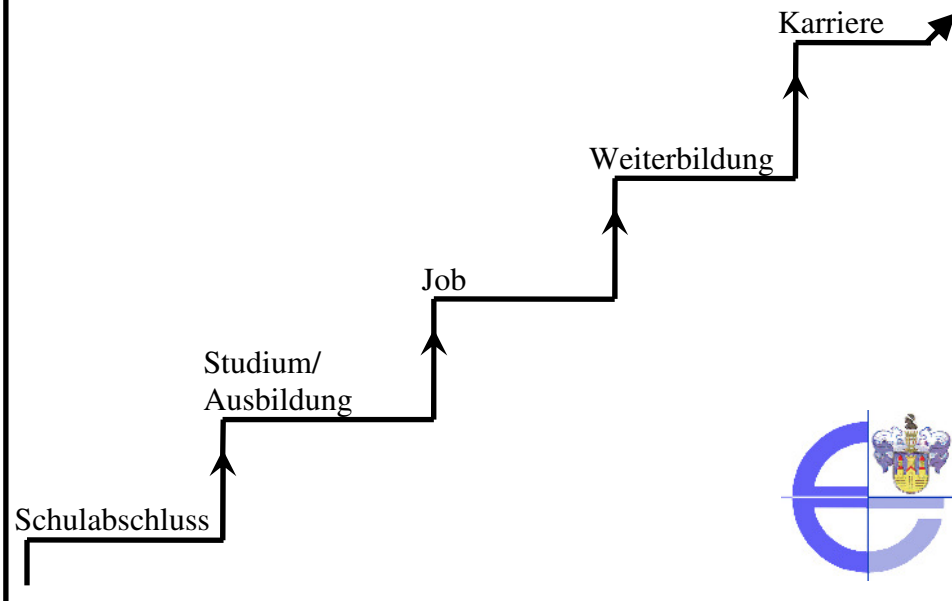 Karriere
Weiterbildung
Job
Studium/
Ausbildung
Schulabschluss